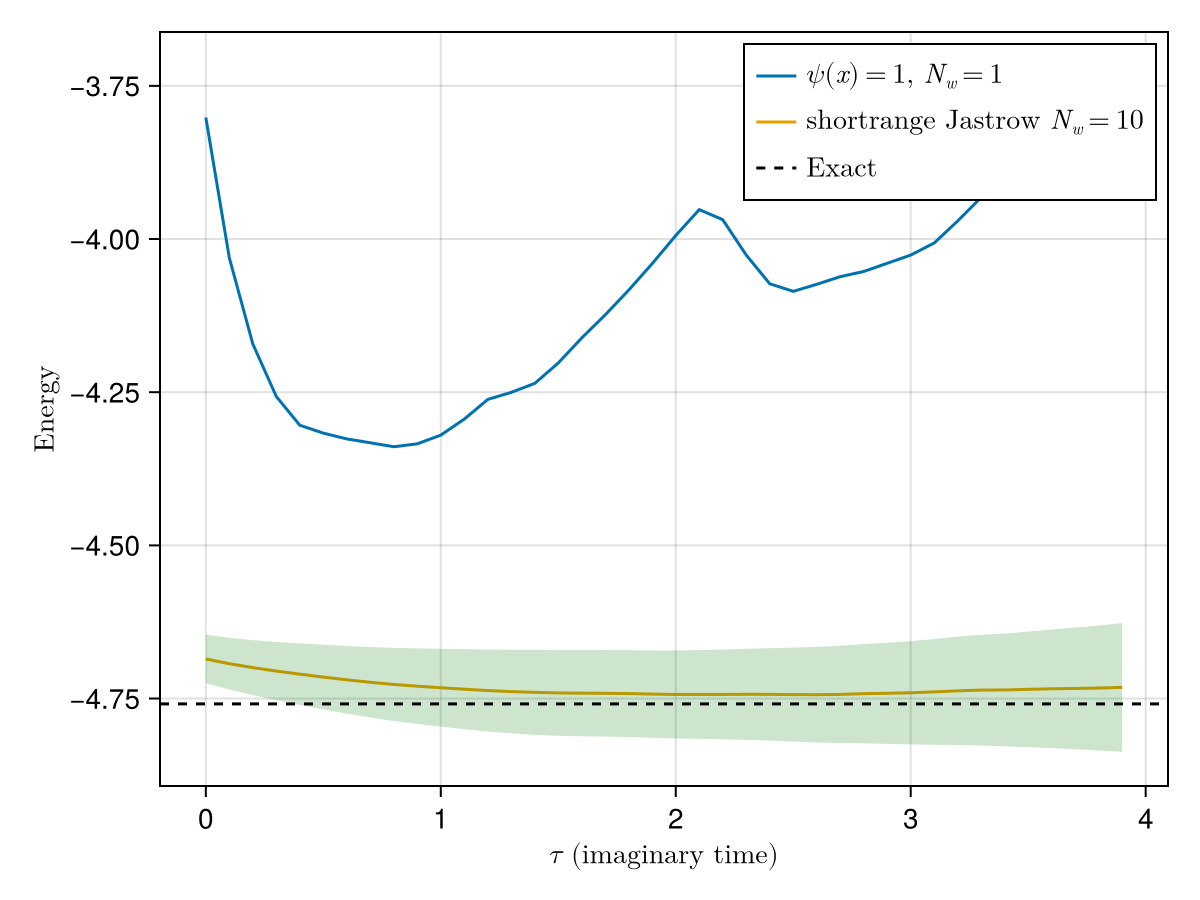 ψ(x) = 1, N_w = 1
shortrange Jastrow N_w = 10
Exact
−3.75
−4.00
−4.25
−4.50
−4.75
Energy
0 1 2 3 4
τ (imaginary time)